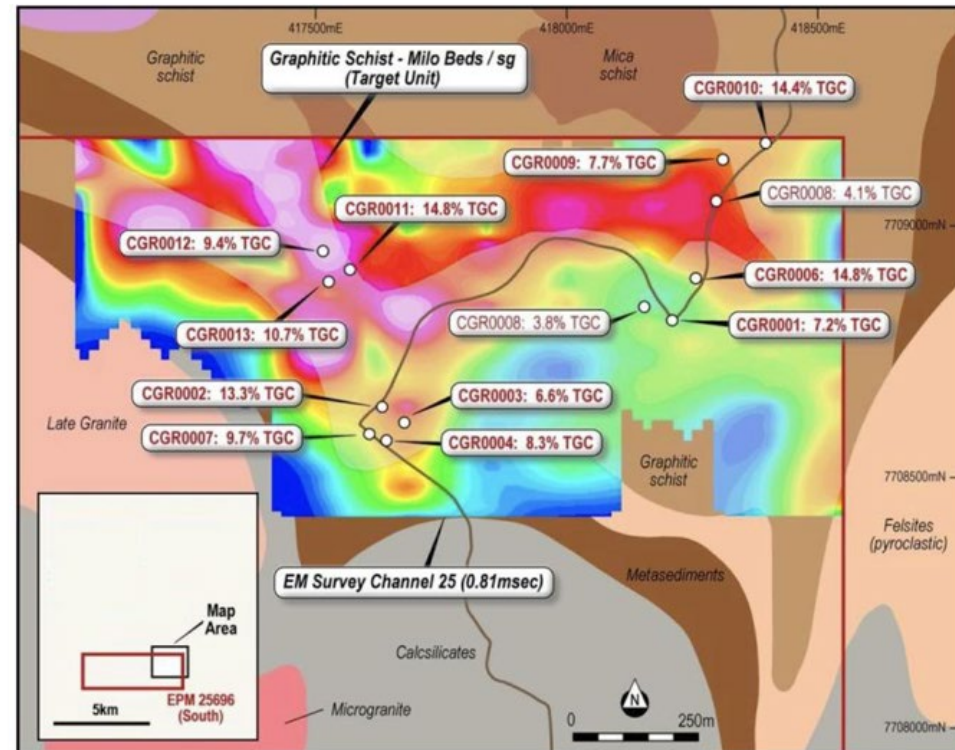 417500mE
418000mE
418500mE
Graphitic
schist
Graphitic Schist - Milo Beds / sg
(Target Unit)
Mica
schist
CGR0010: 14.4% TGC
CGR0009: 7.7% TGC
CGR0008: 4.1% TGC
CGR0011: 14.8% TGC
7709000mN
CGR0012: 9.4% TGC
CGR0006: 14.8% TGC
CGR0013: 10.7% TGC
CGR0008: 3.8% TGC
CGR0001: 7.2% TGC
CGR0002: 13.3% TGC
CGR0003: 6.6% TGC
Late Granite
CGR0007: 9.7% TGC
CGR0004: 8.3% TGC
Graphitic
schist
7708500mN
Felsites
(pyroclastic)
EM Survey Channel 25 (0.81msec)
Metasediments
Map
Area
Calcsilicates
EPM 25696
(South)
5km
Microgranite
N
0
250m
7708000mN